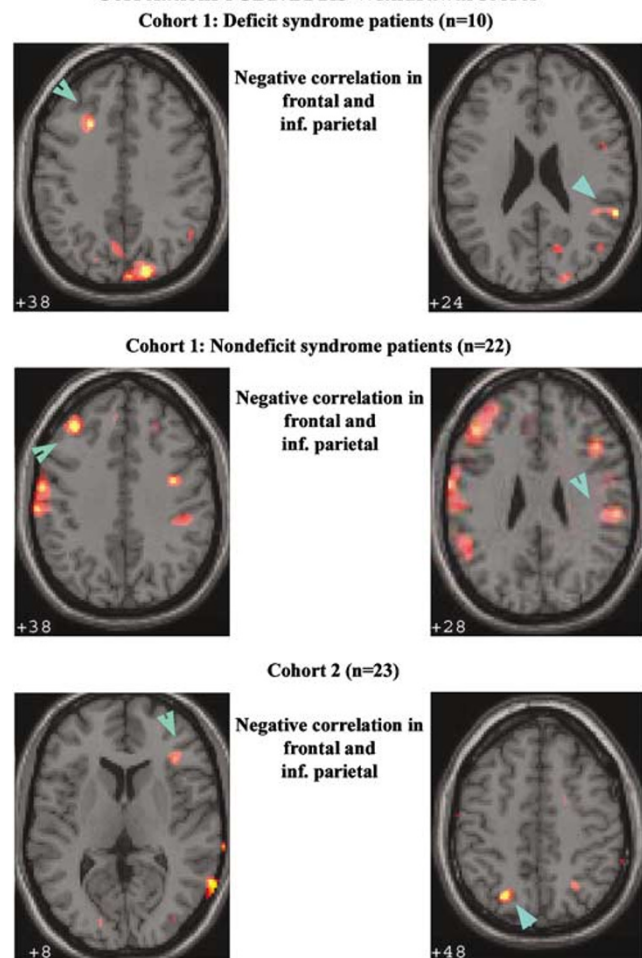 Cohort 1: Deficit syndrome patients (n=10)
Negative correlation in
frontal and
inf. parietal
+38
+24
Cohort 1: Nondeficit syndrome patients (n=22)
Negative correlation in
frontal and
inf. parietal
+38
+28
Cohort 2 (n=23)
Negative correlation in
frontal and
inf. parietal
+8
+48